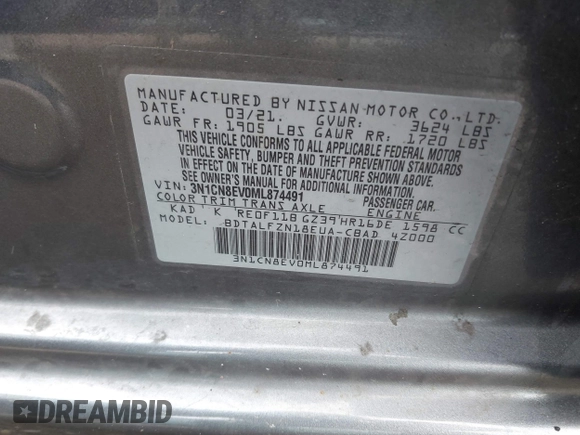 MANUFACTURED BY NISSAN MOTOR CO., LTD.
DATE: 03/21. GVWR: 3624 LBS
GAWR FR: 1905 LBS GAWR RR: 1720 LBS
THIS VEHICLE CONFORMS TO ALL APPLICABLE FEDERAL MOTOR
VEHICLE SAFETY, BUMPER AND THEFT PREVENTION STANDARDS
IN EFFECT ON THE DATE OF MANUFACTURE SHOWN ABOVE.
SEE OWNER'S MANUAL FOR ADDITIONAL INFORMATION.
VIN: 3N1CN8EV0ML874491 PASSENGER CAR.
COLOR TRIM TRANS AXLE ENGINE
KAD K RE0F11B GZ39 HR16DE 1598 CC
MODEL: BDTALFZN18EUA-CBAD 4Z000
3N1CN8EV0ML874491
DREAMBID